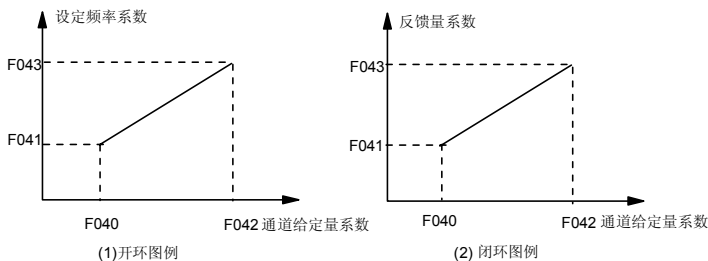 设定频率系数
F043
F041
F040
F042 通道给定量系数
(1)开环图例
反馈量系数
F043
F041
F040
F042 通道给定量系数
(2) 闭环图例